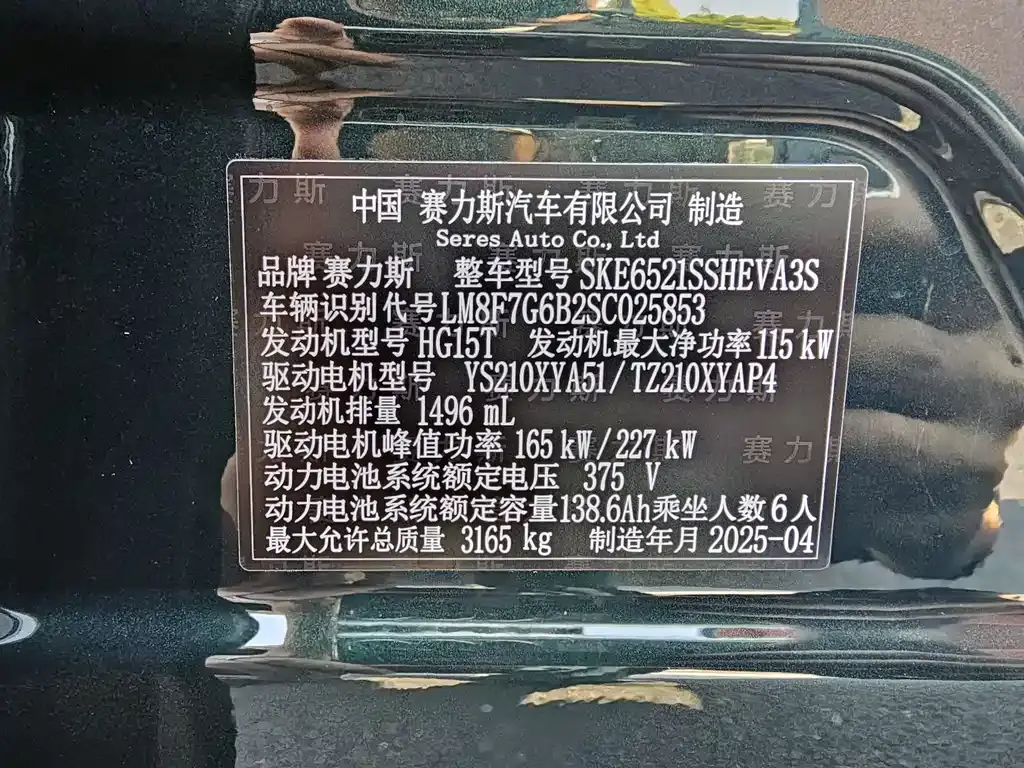 中国 赛力斯汽车有限公司 制造
Seres Auto Co., Ltd
品牌 赛力斯 整车型号 SKE6521SSHEVA3S
车辆识别代号 LM8F7G6B2SC025853
发动机型号 HG15T 发动机最大净功率 115 kW
驱动电机型号 YS210XYA51/TZ210XYAP4
发动机排量 1496 mL
驱动电机峰值功率 165 kW/227 kW
动力电池系统额定电压 375 V
动力电池系统额定容量 138.6Ah 乘坐人数 6人
最大允许总质量 3165 kg 制造年月 2025-04